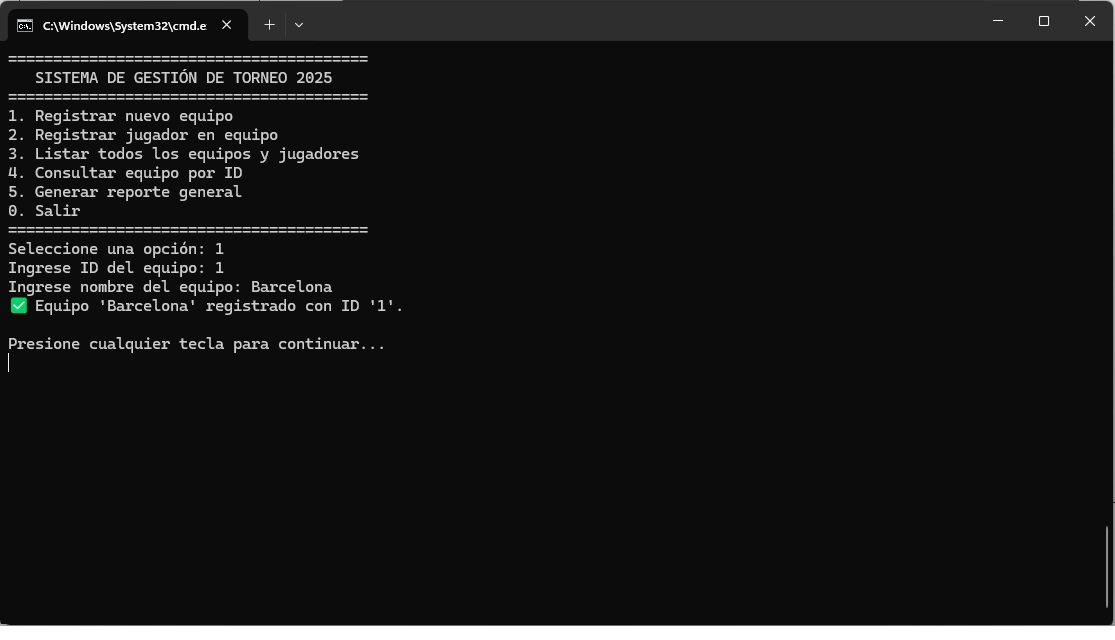 C:\Windows\System32\cmd.e
========================================
SISTEMA DE GESTIÓN DE TORNEO 2025
========================================
1. Registrar nuevo equipo
2. Registrar jugador en equipo
3. Listar todos los equipos y jugadores
4. Consultar equipo por ID
5. Generar reporte general
0. Salir
========================================
Seleccione una opción: 1
Ingrese ID del equipo: 1
Ingrese nombre del equipo: Barcelona
✅ Equipo 'Barcelona' registrado con ID '1'.
Presione cualquier tecla para continuar...